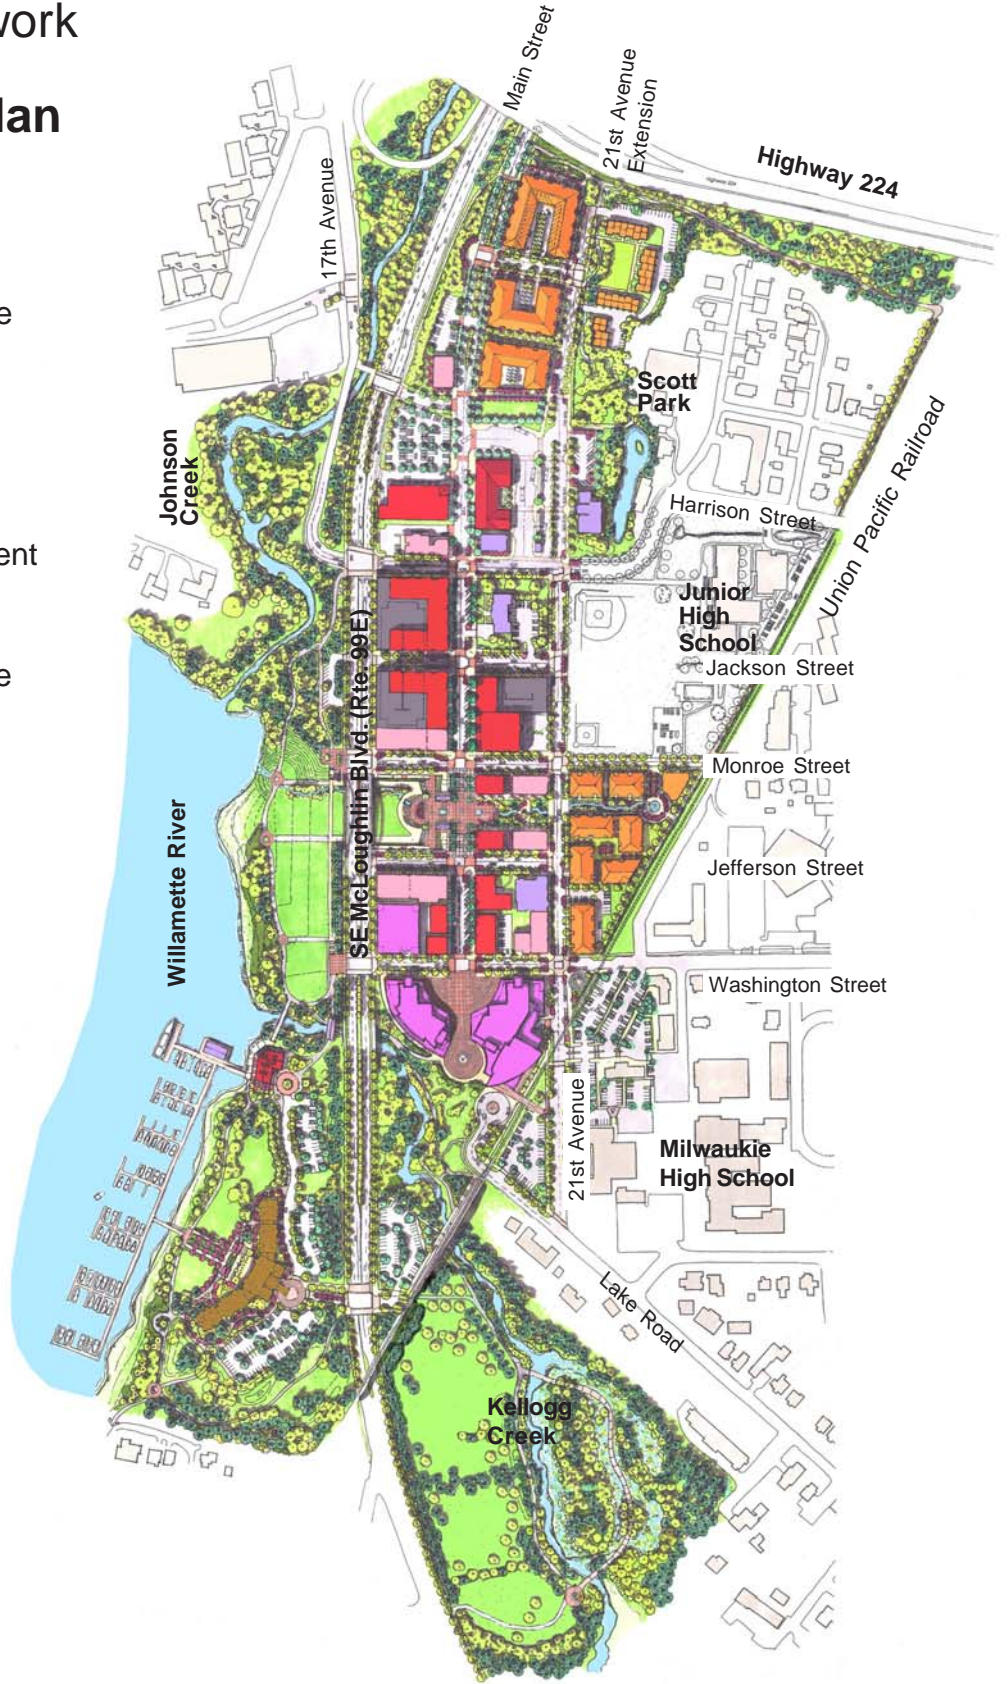 work
lan
e
ent
e
Main Street
21st Avenue
Extension
Highway 224
17th Avenue
Scott
Park
Johnson
Creek
Union Pacific Railroad
Harrison Street
Junior
High
School
Jackson Street
SE McLoughlin Blvd. (Rte. 99E)
Monroe Street
Willamette River
Jefferson Street
Washington Street
21st Avenue
Milwaukie
High School
Lake Road
Kellogg
Creek